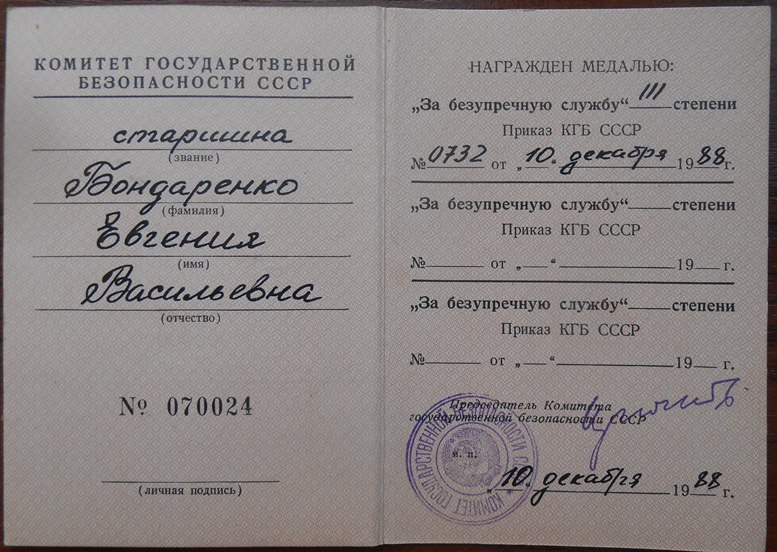 КОМИТЕТ ГОСУДАРСТВЕННОЙ
БЕЗОПАСНОСТИ СССР
старшина
(звание)
Бондаренко
(фамилия)
Евгения
(имя)
Васильевна
(отчество)
№ 070024
(личная подпись)
НАГРАЖДЕН МЕДАЛЬЮ:
„За безупречную службу“ III степени
Приказ КГБ СССР
№ 0732 от „10“ декабря 1988 г.
„За безупречную службу“ степени
Приказ КГБ СССР
№ от „ “ 19 г.
„За безупречную службу“ степени
Приказ КГБ СССР
№ от „ “ 19 г.
Председатель Комитета
государственной безопасности СССР
КОМИТЕТ ГОСУДАРСТВЕННОЙ БЕЗОПАСНОСТИ
м. п.
„10“ декабря 1988 г.